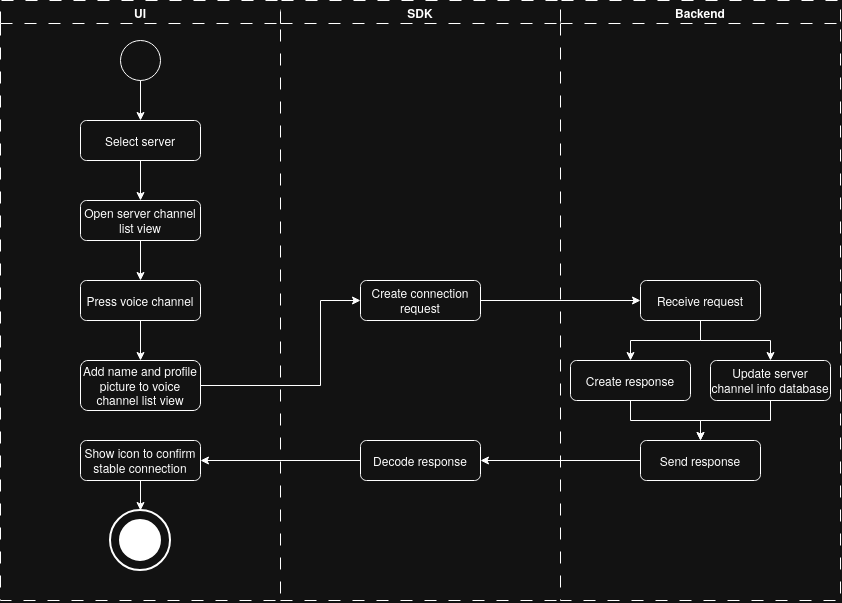 UI
SDK
Backend
Select server
Open server channel
list view
Press voice channel
Create connection
request
Receive request
Add name and profile
picture to voice
channel list view
Create response
Update server
channel info database
Show icon to confirm
stable connection
Decode response
Send response